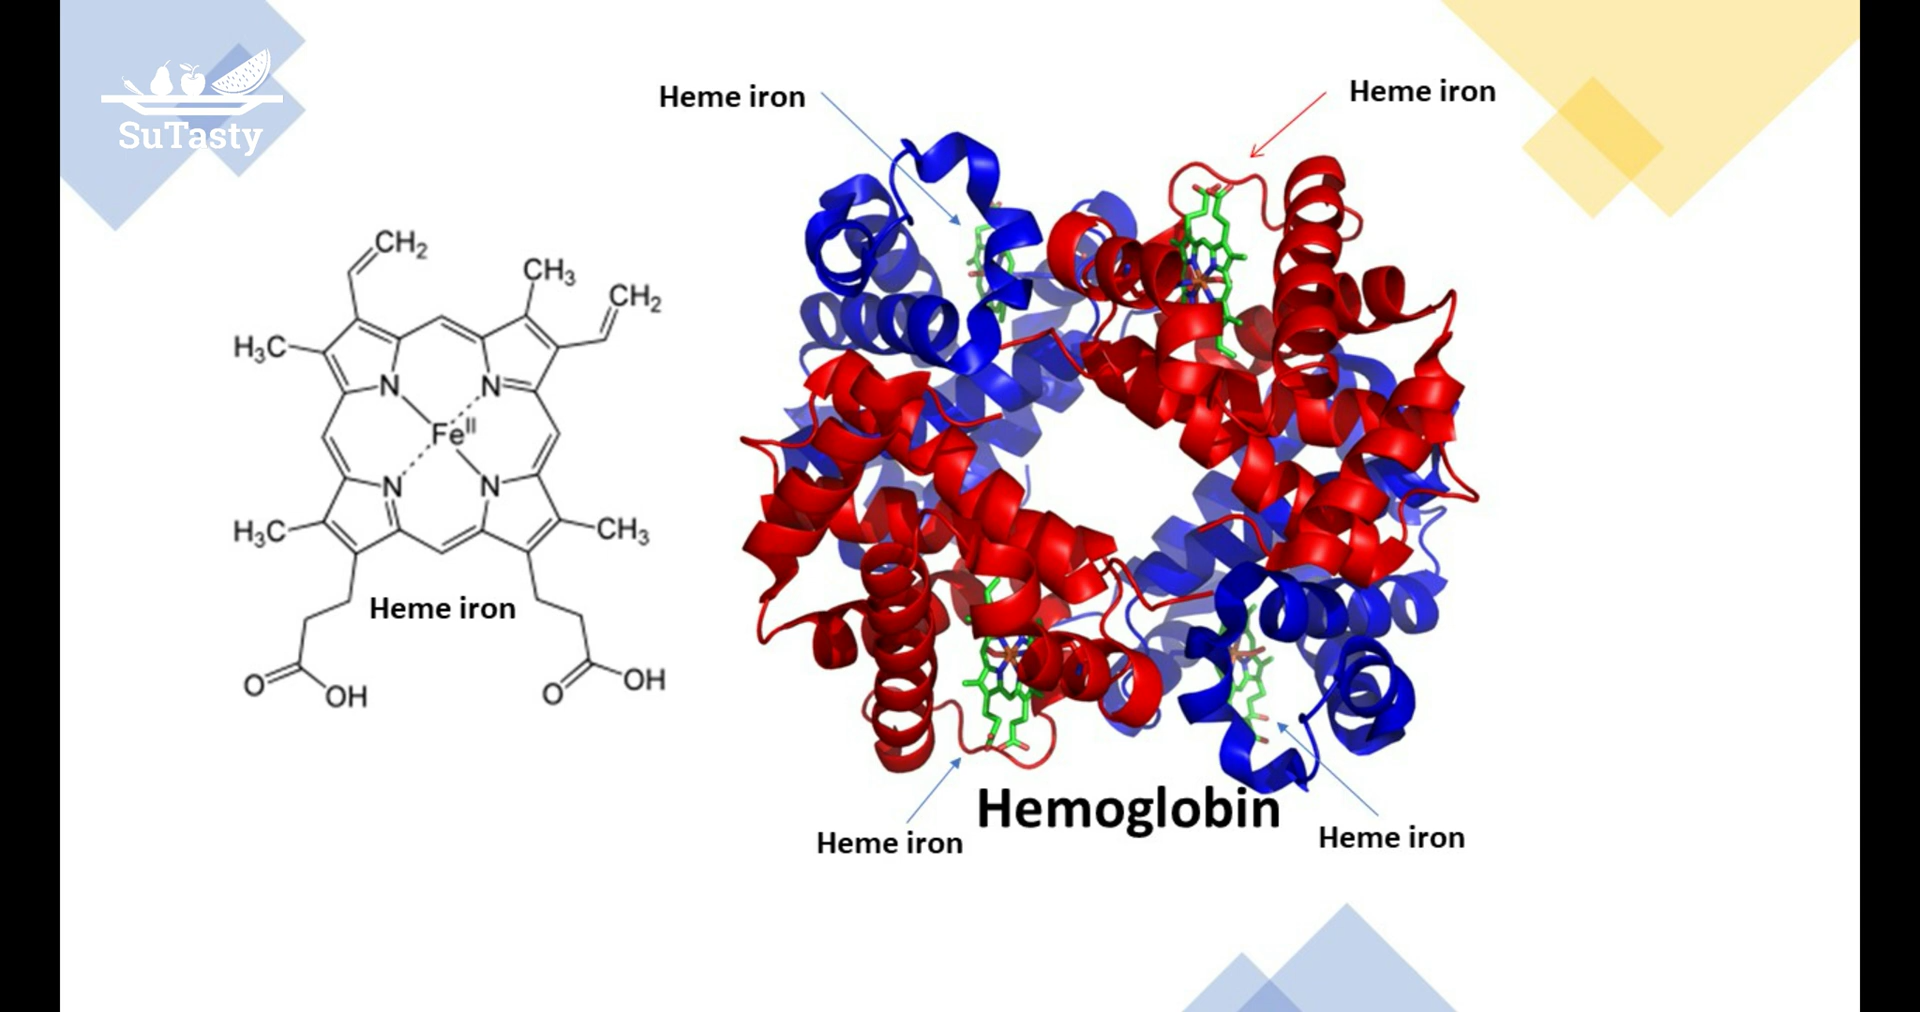 SuTasty
Heme iron
Heme iron
CH₂
CH₃
CH₂
H₃C
N
N
Feᴵᴵ
N
N
H₃C
CH₃
Heme iron
O
OH
O
OH
Hemoglobin
Heme iron
Heme iron